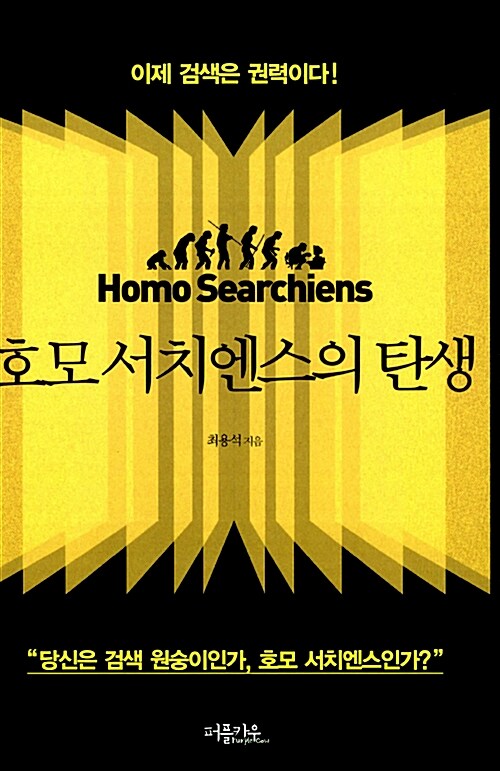 이제 검색은 권력이다!
Homo Searchiens
호모 서치엔스의 탄생
최용석 지음
“당신은 검색 원숭이인가, 호모 서치엔스인가?”
퍼플카우
Purple Cow